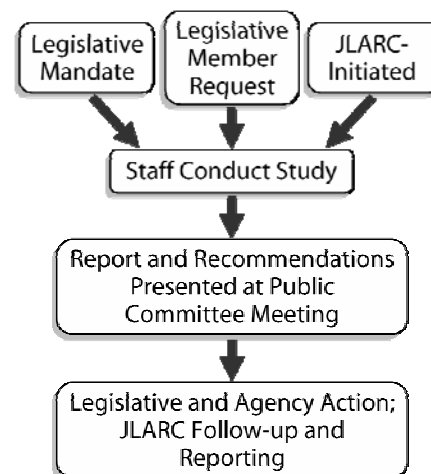 Legislative
Mandate
Legislative
Member
Request
JLARC-
Initiated
Staff Conduct Study
Report and Recommendations
Presented at Public
Committee Meeting
Legislative and Agency Action;
JLARC Follow-up and
Reporting